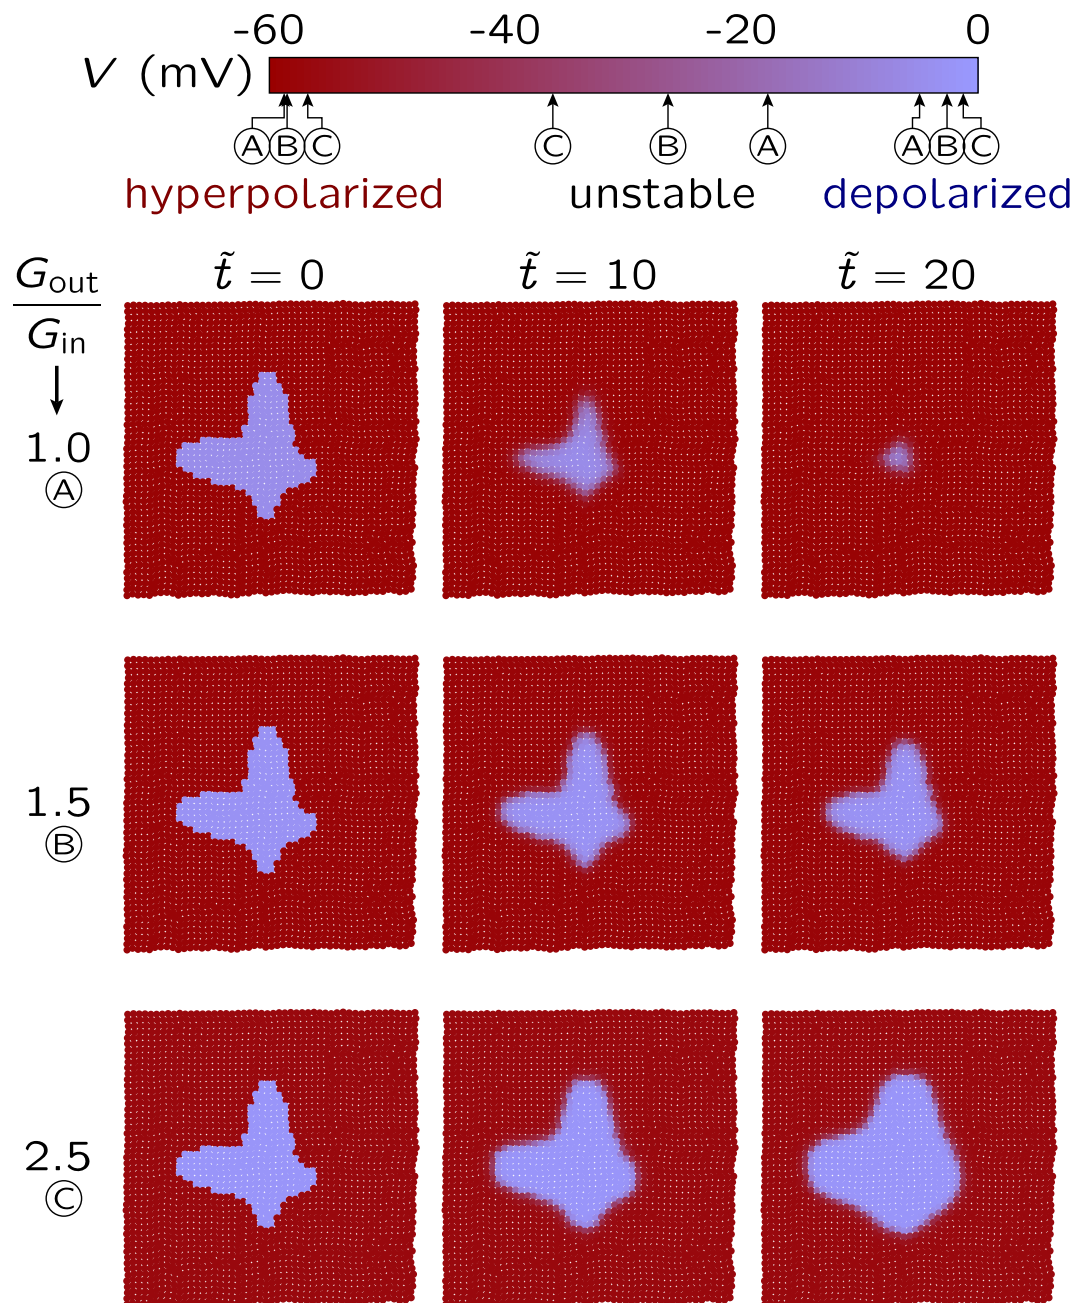 -60 -40 -20 0
V (mV)
A B C C B A A B C
hyperpolarized unstable depolarized
G_out / G_in
t̃ = 0 t̃ = 10 t̃ = 20
1.0
A
1.5
B
2.5
C